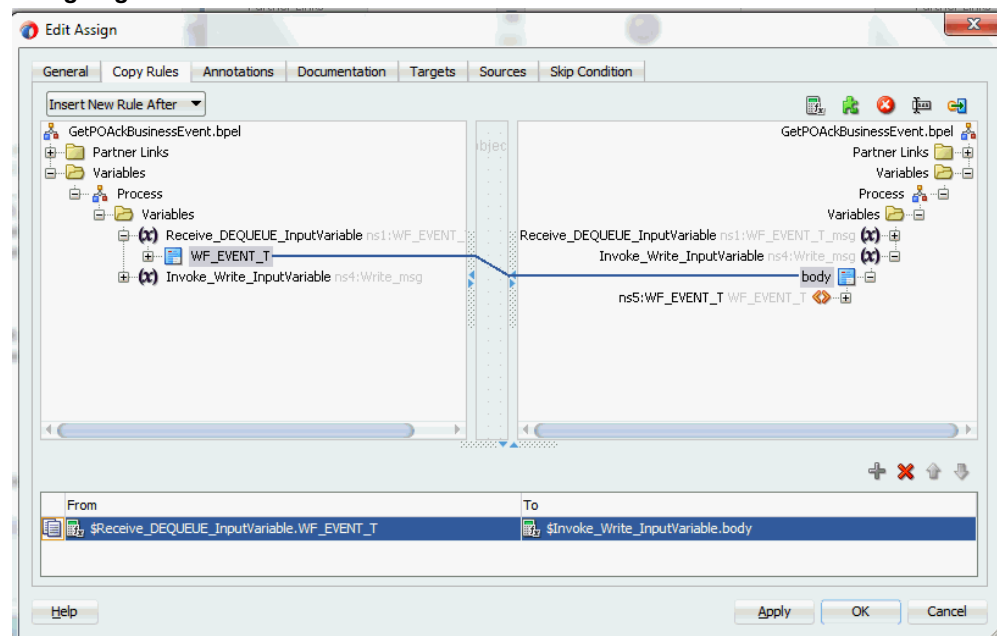 Edit Assign
General Copy Rules Annotations Documentation Targets Sources Skip Condition
Insert New Rule After
GetPOAckBusinessEvent.bpel
Partner Links
Variables
Process
Variables
Receive_DEQUEUE_InputVariable ns1:WF_EVENT_
WF_EVENT_T
Invoke_Write_InputVariable ns4:Write_msg
bjec
GetPOAckBusinessEvent.bpel
Partner Links
Variables
Process
Variables
Receive_DEQUEUE_InputVariable ns1:WF_EVENT_T_msg
Invoke_Write_InputVariable ns4:Write_msg
body
ns5:WF_EVENT_T WF_EVENT_T
From To
$Receive_DEQUEUE_InputVariable.WF_EVENT_T $Invoke_Write_InputVariable.body
Help Apply OK Cancel